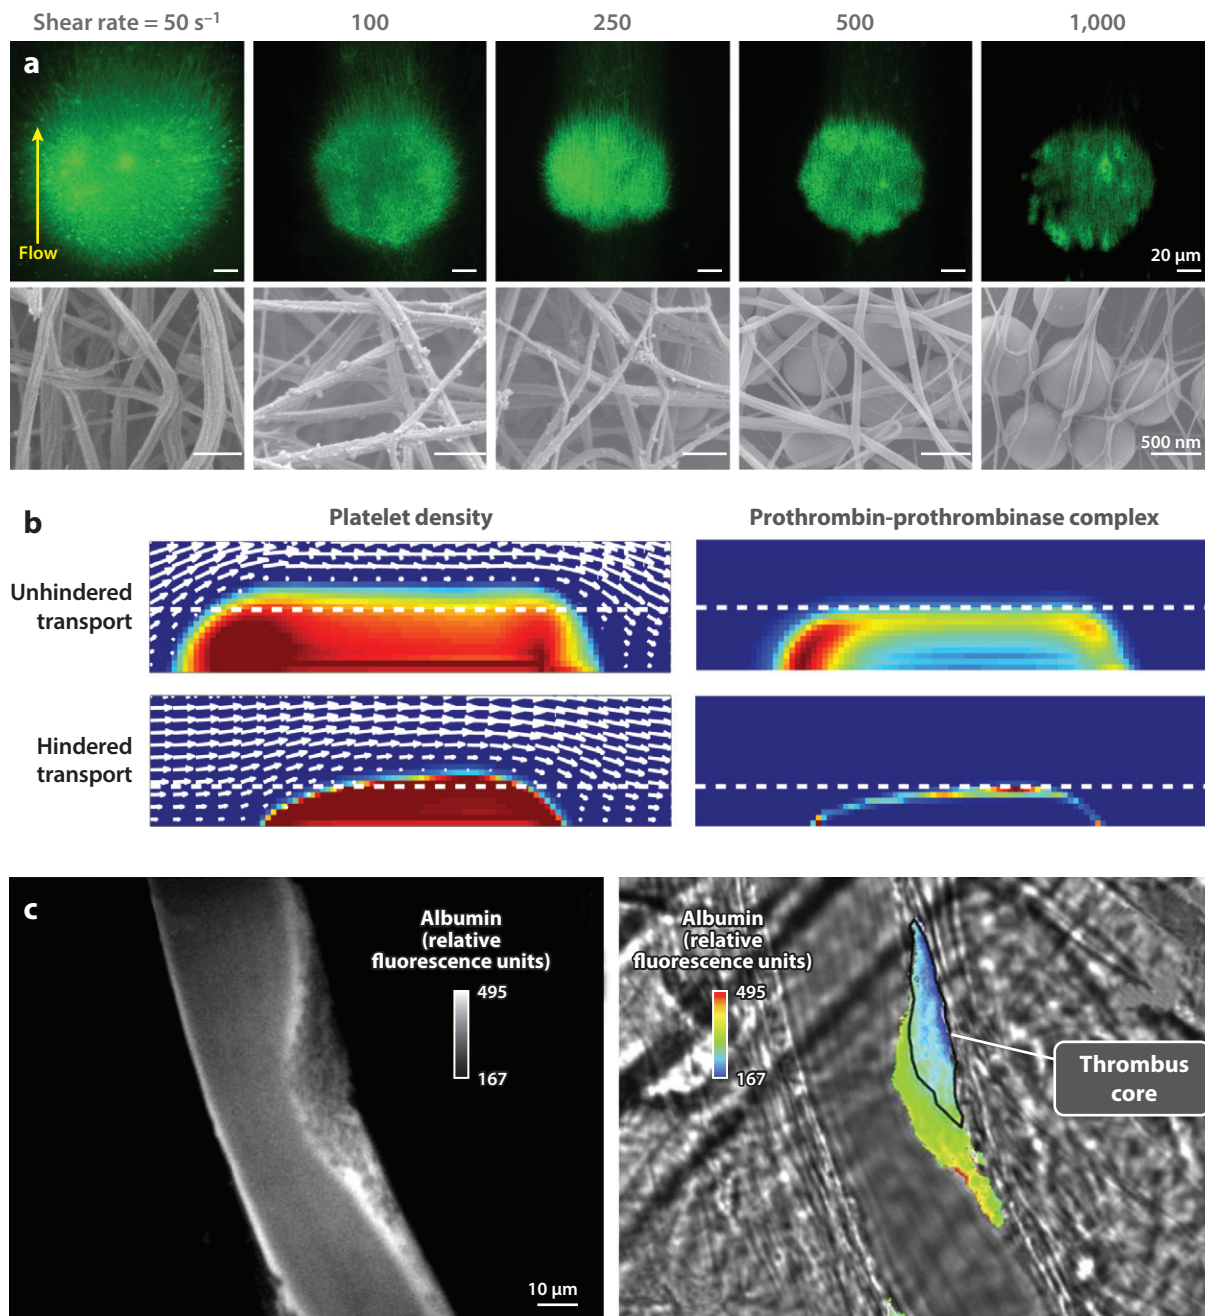 Shear rate = 50 s⁻¹ 100 250 500 1,000
a
Flow
20 μm
500 nm
b
Platelet density
Prothrombin-prothrombinase complex
Unhindered
transport
Hindered
transport
c
Albumin
(relative
fluorescence units)
495
167
10 μm
Albumin
(relative
fluorescence units)
495
167
Thrombus
core